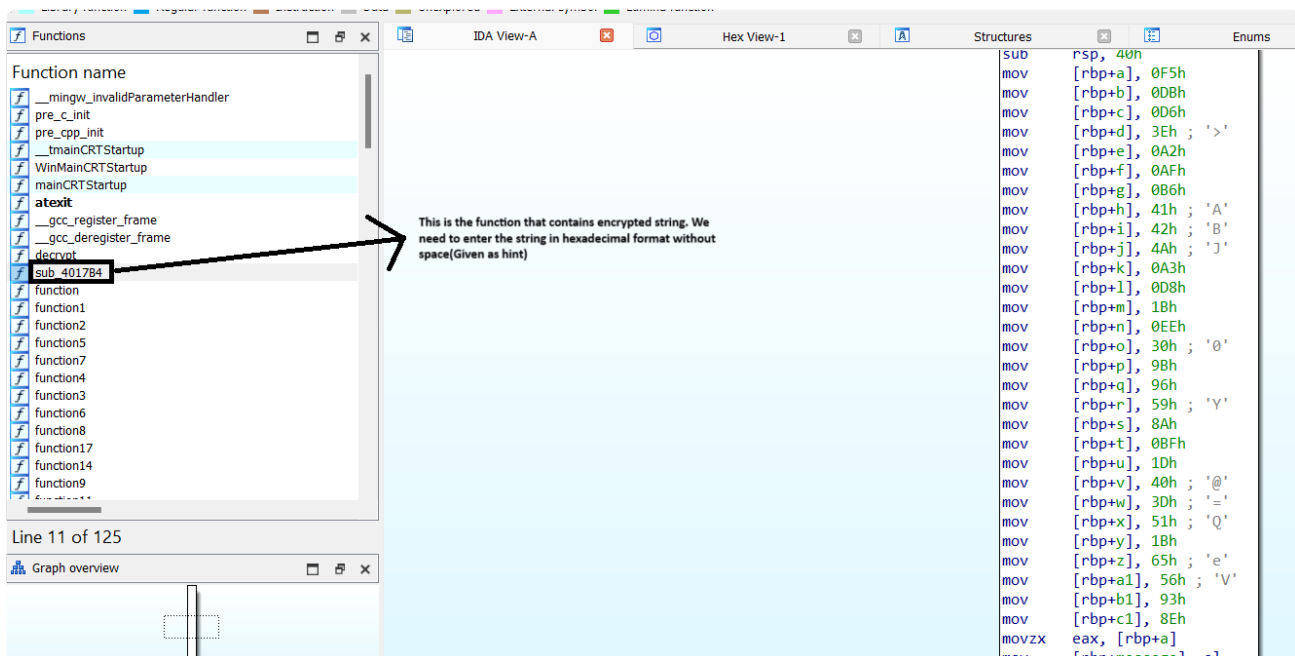 Functions
IDA View-A
Hex View-1
Structures
Enums
Function name
__mingw_invalidParameterHandler
pre_c_init
pre_cpp_init
__tmainCRTStartup
WinMainCRTStartup
mainCRTStartup
atexit
__gcc_register_frame
__gcc_deregister_frame
decrypt
sub_4017B4
function
function1
function2
function5
function7
function4
function3
function6
function8
function17
function14
function9
Line 11 of 125
Graph overview
This is the function that contains encrypted string. We
need to enter the string in hexadecimal format without
space(Given as hint)
sub rsp, 40h
mov [rbp+a], 0F5h
mov [rbp+b], 0DBh
mov [rbp+c], 0D6h
mov [rbp+d], 3Eh ; '>'
mov [rbp+e], 0A2h
mov [rbp+f], 0AFh
mov [rbp+g], 0B6h
mov [rbp+h], 41h ; 'A'
mov [rbp+i], 42h ; 'B'
mov [rbp+j], 4Ah ; 'J'
mov [rbp+k], 0A3h
mov [rbp+l], 0D8h
mov [rbp+m], 1Bh
mov [rbp+n], 0EEh
mov [rbp+o], 30h ; '0'
mov [rbp+p], 9Bh
mov [rbp+q], 96h
mov [rbp+r], 59h ; 'Y'
mov [rbp+s], 8Ah
mov [rbp+t], 0BFh
mov [rbp+u], 1Dh
mov [rbp+v], 40h ; '@'
mov [rbp+w], 3Dh ; '='
mov [rbp+x], 51h ; 'Q'
mov [rbp+y], 1Bh
mov [rbp+z], 65h ; 'e'
mov [rbp+a1], 56h ; 'V'
mov [rbp+b1], 93h
mov [rbp+c1], 8Eh
movzx eax, [rbp+a]